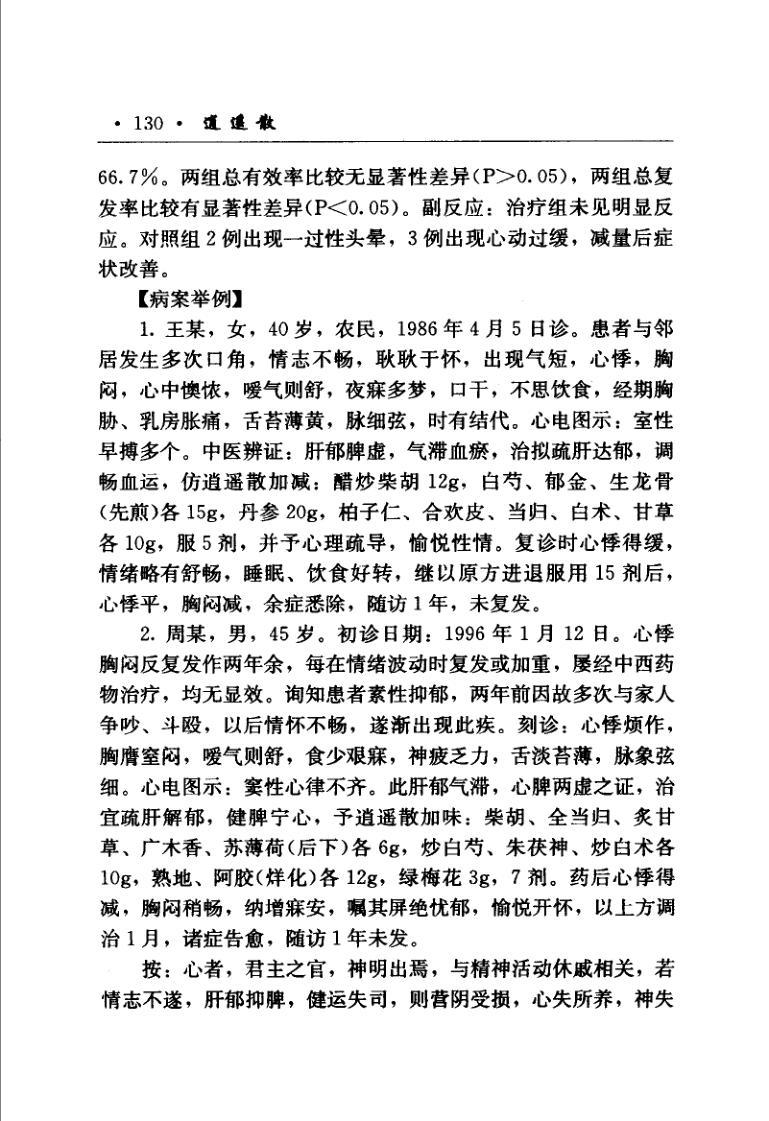 · 130 · 逍遥散
66.7%。两组总有效率比较无显著性差异(P>0.05)，两组总复
发率比较有显著性差异(P<0.05)。副反应：治疗组未见明显反
应。对照组 2 例出现一过性头晕，3 例出现心动过缓，减量后症
状改善。
【病案举例】
1. 王某，女，40 岁，农民，1986 年 4 月 5 日诊。患者与邻
居发生多次口角，情志不畅，耿耿于怀，出现气短，心悸，胸
闷，心中懊侬，嗳气则舒，夜寐多梦，口干，不思饮食，经期胸
胁、乳房胀痛，舌苔薄黄，脉细弦，时有结代。心电图示：室性
早搏多个。中医辨证：肝郁脾虚，气滞血瘀，治拟疏肝达郁，调
畅血运，仿逍遥散加减：醋炒柴胡 12g，白芍、郁金、生龙骨
(先煎)各 15g，丹参 20g，柏子仁、合欢皮、当归、白术、甘草
各 10g，服 5 剂，并予心理疏导，愉悦性情。复诊时心悸得缓，
情绪略有舒畅，睡眠、饮食好转，继以原方进退服用 15 剂后，
心悸平，胸闷减，余症悉除，随访 1 年，未复发。
2. 周某，男，45 岁。初诊日期：1996 年 1 月 12 日。心悸
胸闷反复发作两年余，每在情绪波动时复发或加重，屡经中西药
物治疗，均无显效。询知患者素性抑郁，两年前因故多次与家人
争吵、斗殴，以后情怀不畅，遂渐出现此疾。刻诊：心悸烦作，
胸膺窒闷，嗳气则舒，食少艰寐，神疲乏力，舌淡苔薄，脉象弦
细。心电图示：窦性心律不齐。此肝郁气滞，心脾两虚之证，治
宜疏肝解郁，健脾宁心，予逍遥散加味：柴胡、全当归、炙甘
草、广木香、苏薄荷(后下)各 6g，炒白芍、朱茯神、炒白术各
10g，熟地、阿胶(烊化)各 12g，绿梅花 3g，7 剂。药后心悸得
减，胸闷稍畅，纳增寐安，嘱其屏绝忧郁，愉悦开怀，以上方调
治 1 月，诸症告愈，随访 1 年未发。
按：心者，君主之官，神明出焉，与精神活动休戚相关，若
情志不遂，肝郁抑脾，健运失司，则营阴受损，心失所养，神失